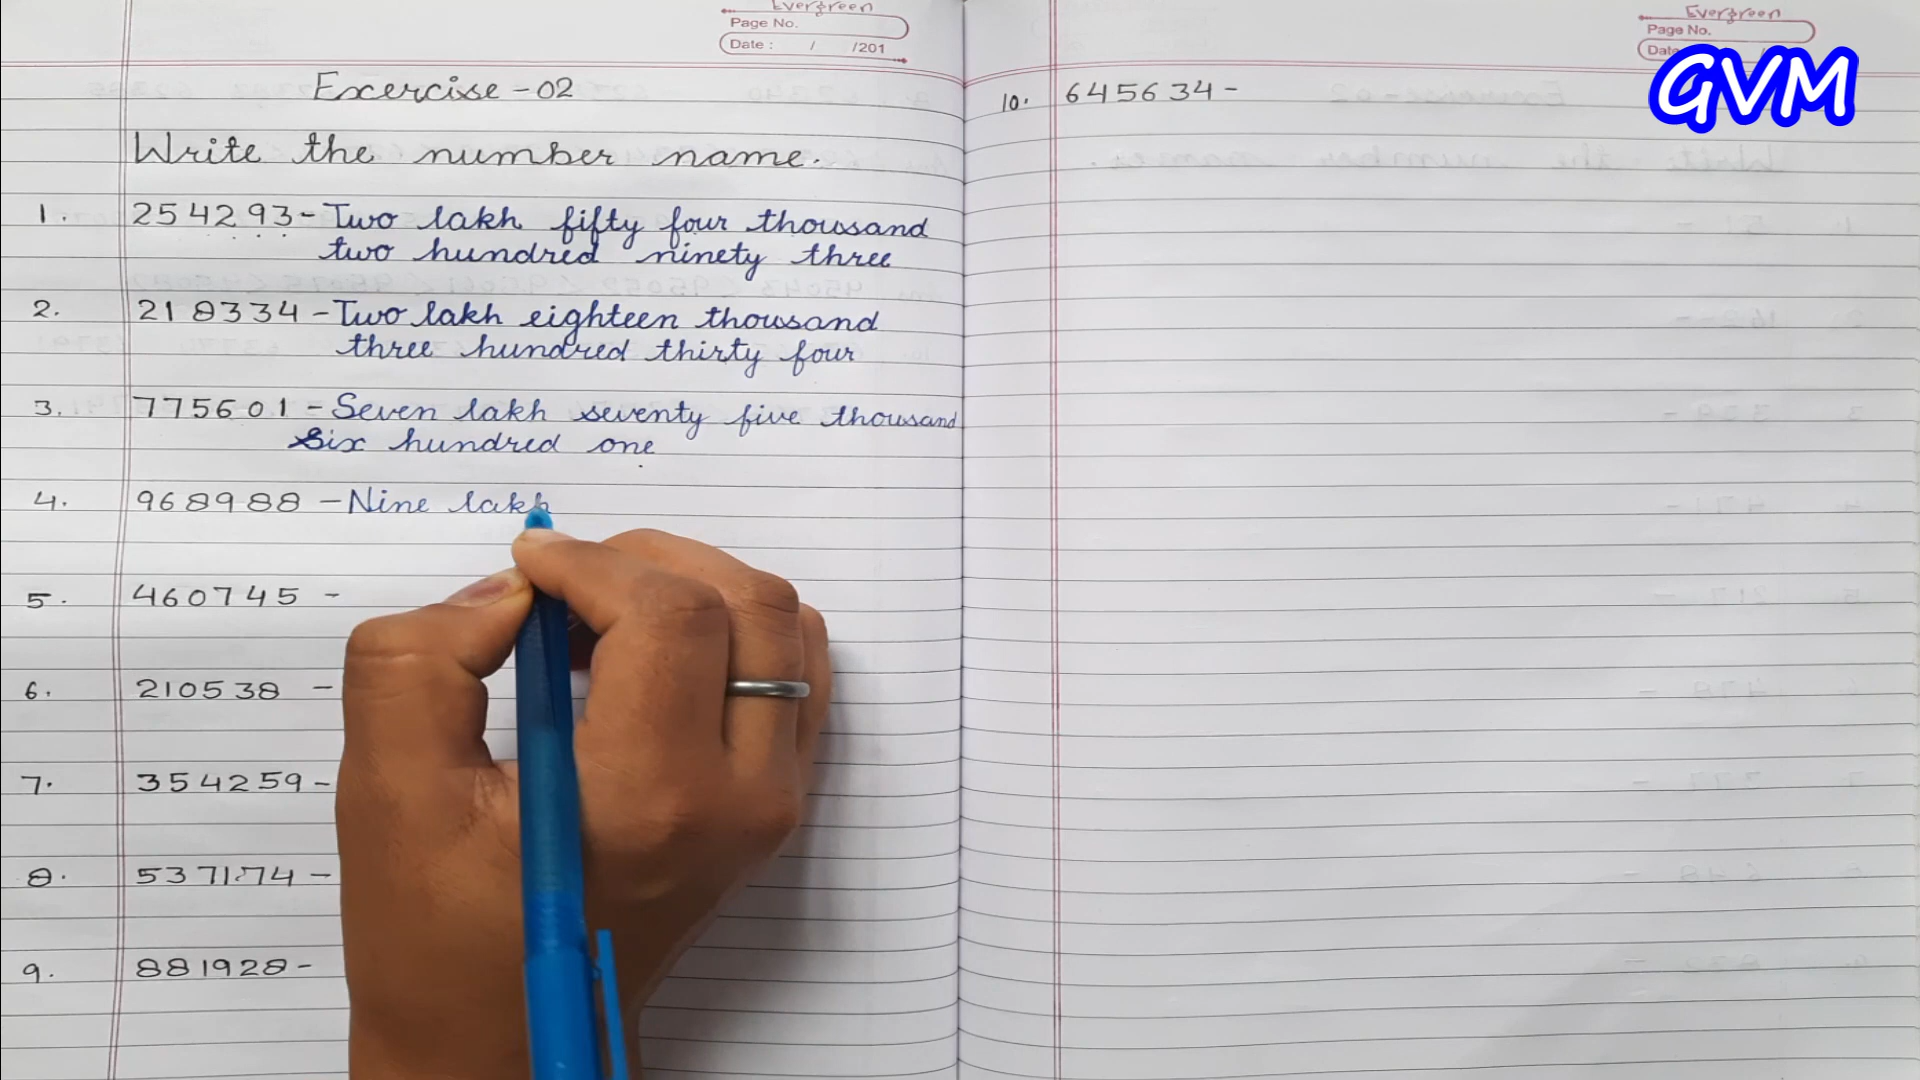 Evergreen
Page No.
Date : / /201
Excercise - 02
Write the number name.
1. 254293 - Two lakh fifty four thousand
two hundred ninety three
2. 218334 - Two lakh eighteen thousand
three hundred thirty four
3. 775601 - Seven lakh seventy five thousand
Six hundred one
4. 968988 - Nine lakh
5. 460745 -
6. 210538 -
7. 354259 -
8. 537174 -
9. 881928 -
Evergreen
Page No.
GVM
10. 645634 -